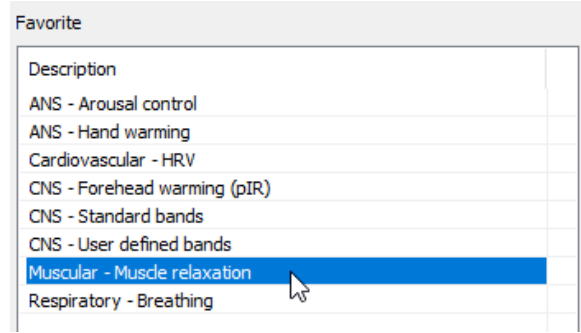 Favorite
Description
ANS - Arousal control
ANS - Hand warming
Cardiovascular - HRV
CNS - Forehead warming (pIR)
CNS - Standard bands
CNS - User defined bands
Muscular - Muscle relaxation
Respiratory - Breathing